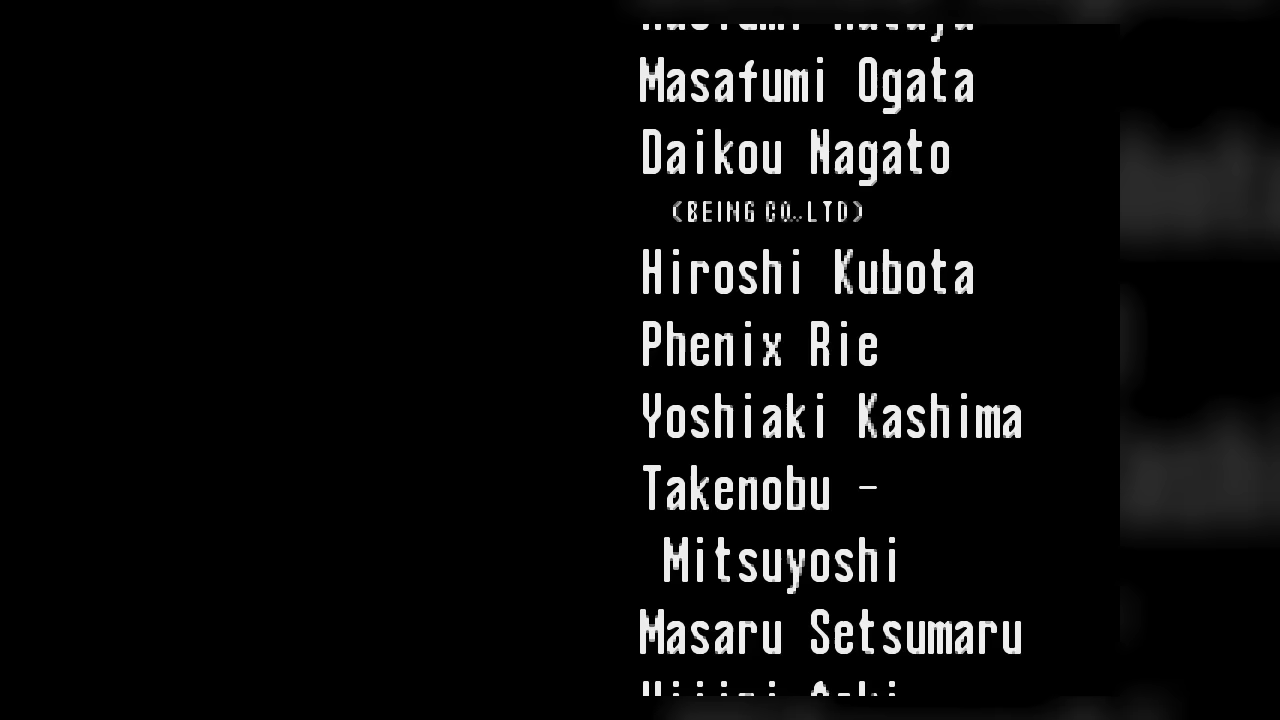 Masafumi Ogata
Daikou Nagato
(BEING CO.,LTD)
Hiroshi Kubota
Phenix Rie
Yoshiaki Kashima
Takenobu -
Mitsuyoshi
Masaru Setsumaru